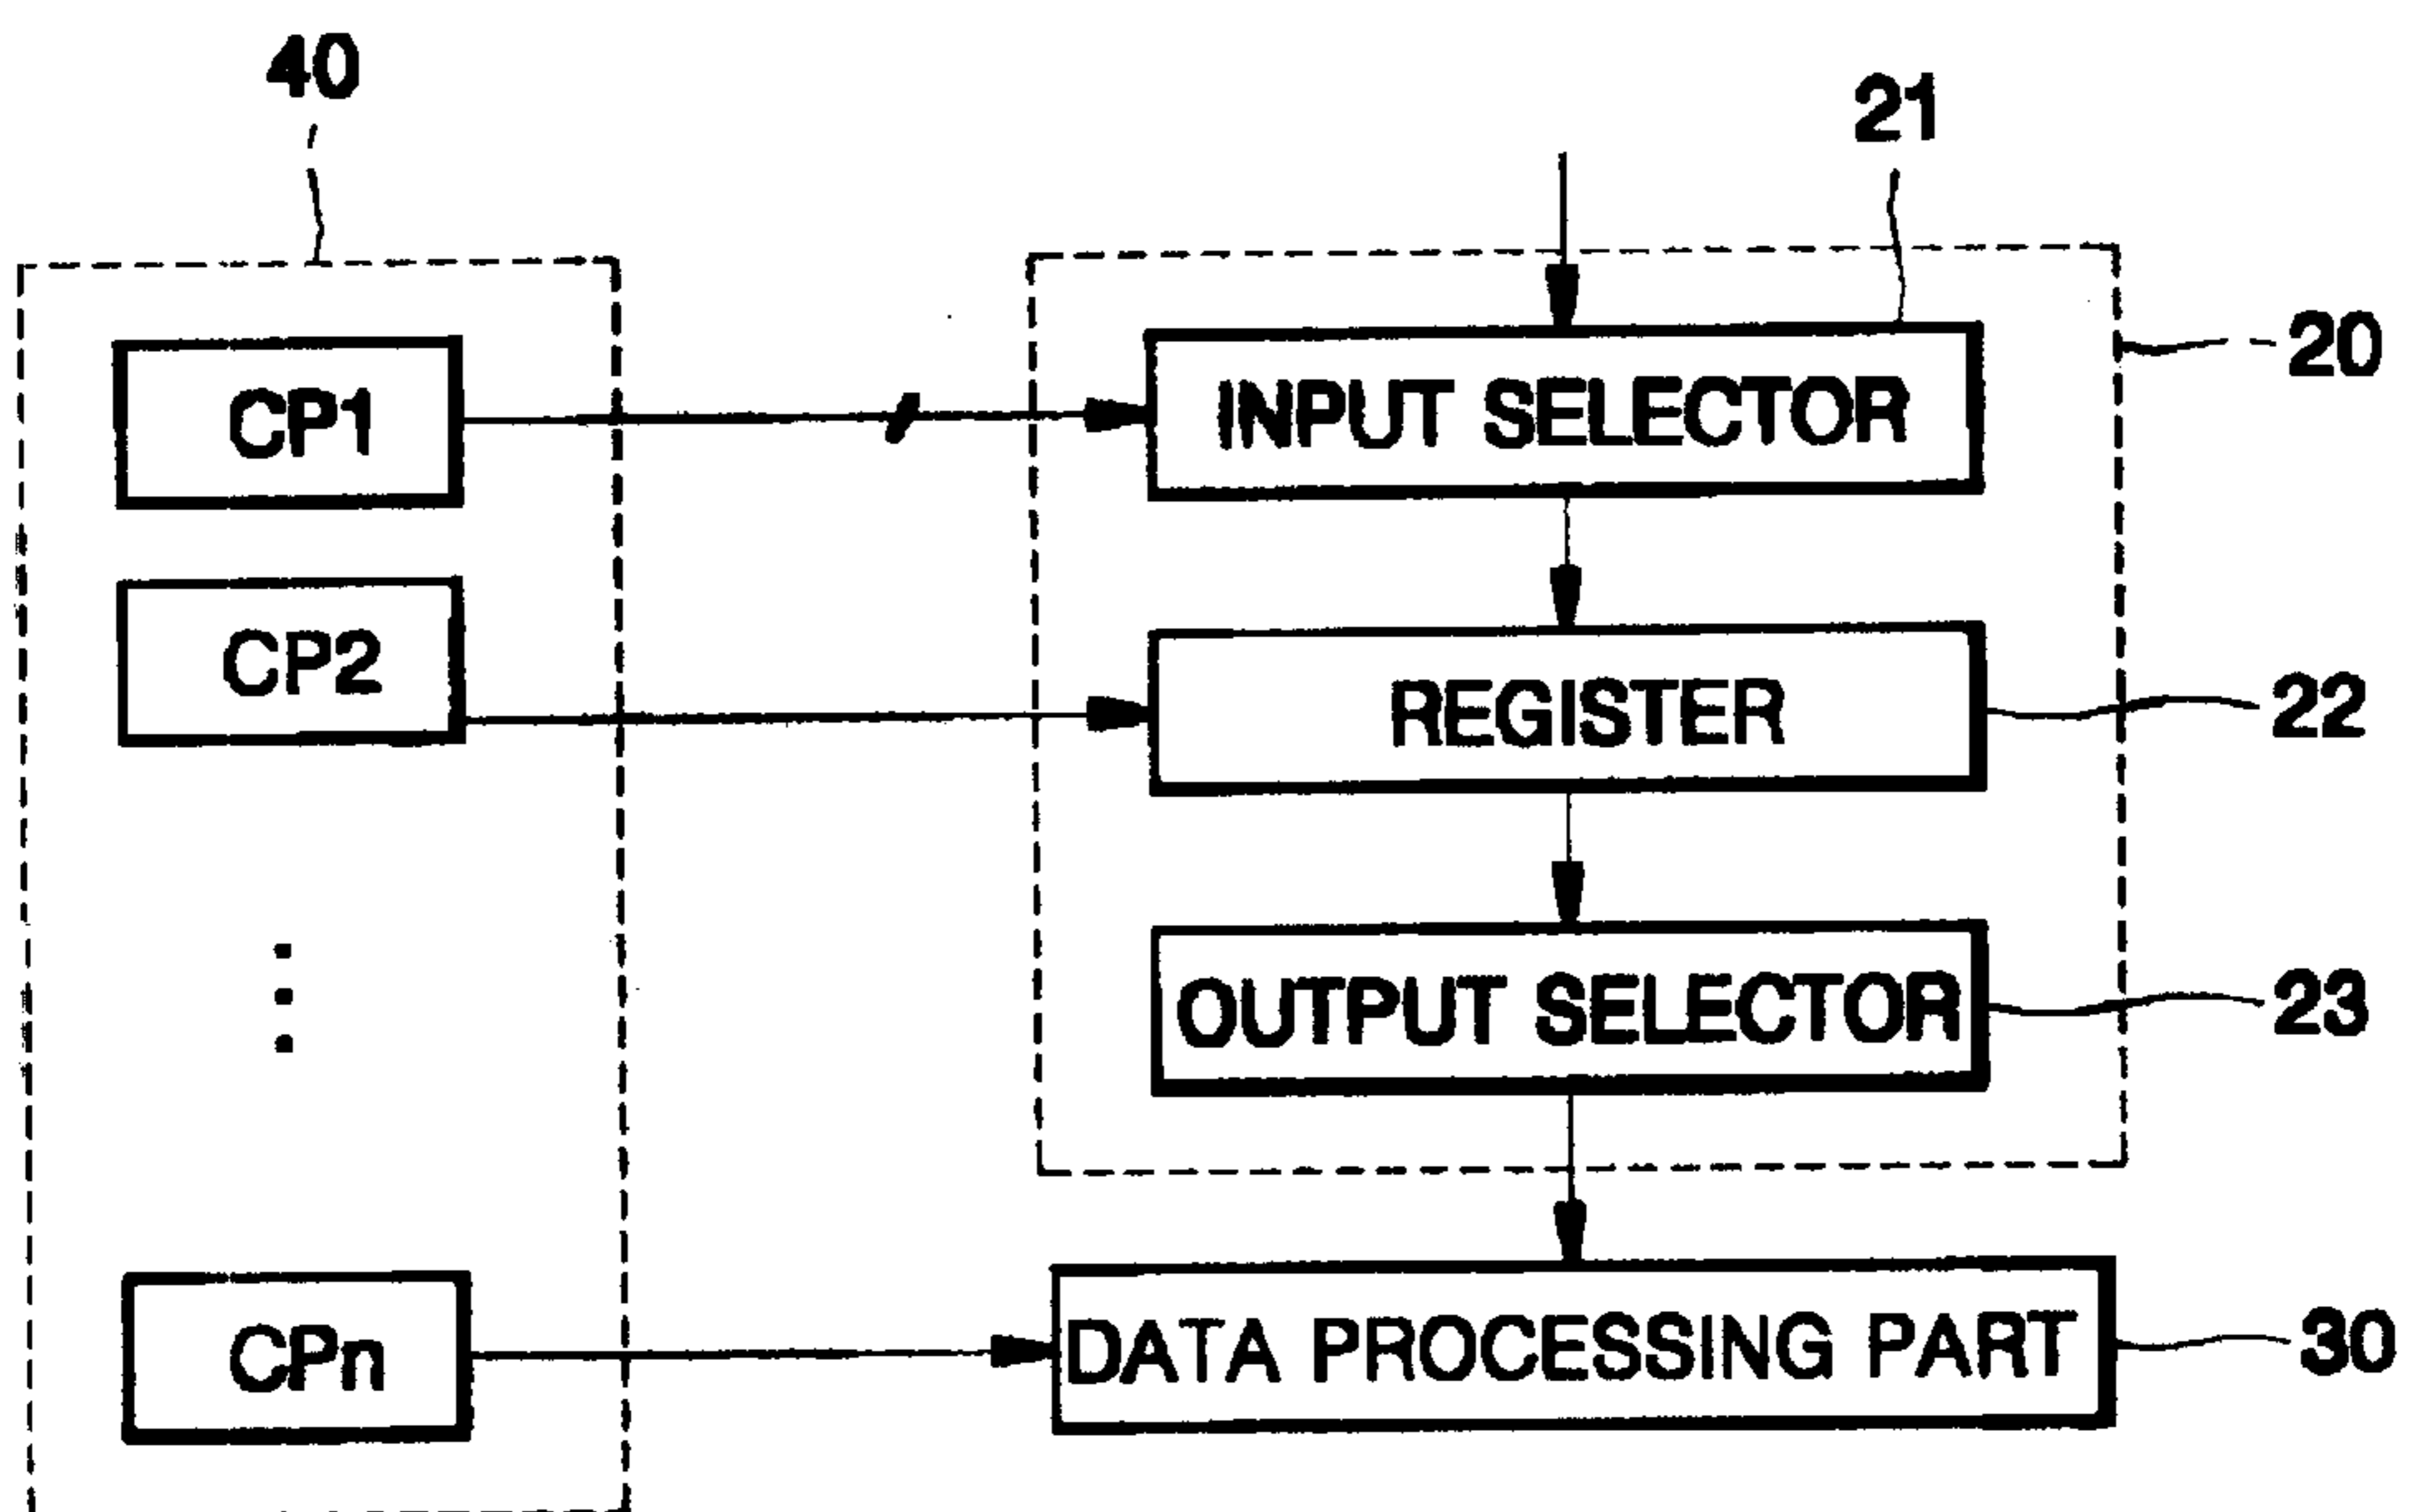 40
21
20
CP1
INPUT SELECTOR
CP2
REGISTER
22
OUTPUT SELECTOR
23
CPn
DATA PROCESSING PART
30